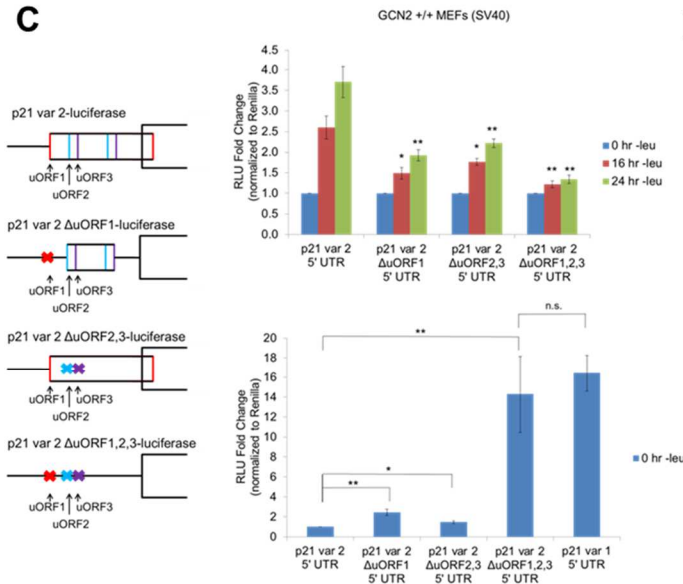 C
p21 var 2-luciferase
uORF1
uORF3
uORF2
p21 var 2 ΔuORF1-luciferase
uORF1
uORF3
uORF2
p21 var 2 ΔuORF2,3-luciferase
uORF1
uORF3
uORF2
p21 var 2 ΔuORF1,2,3-luciferase
uORF1
uORF3
uORF2
GCN2 +/+ MEFs (SV40)
RLU Fold Change
(normalized to Renilla)
4.5
4.0
3.5
3.0
2.5
2.0
1.5
1.0
0.5
0.0
* **
* **
** **
0 hr -leu
16 hr -leu
24 hr -leu
p21 var 2
5' UTR
p21 var 2
ΔuORF1
5' UTR
p21 var 2
ΔuORF2,3
5' UTR
p21 var 2
ΔuORF1,2,3
5' UTR
RLU Fold Change
(normalized to Renilla)
20
18
16
14
12
10
8
6
4
2
0
n.s.
**
*
**
0 hr -leu
p21 var 2
5' UTR
p21 var 2
ΔuORF1
5' UTR
p21 var 2
ΔuORF2,3
5' UTR
p21 var 2
ΔuORF1,2,3
5' UTR
p21 var 1
5' UTR